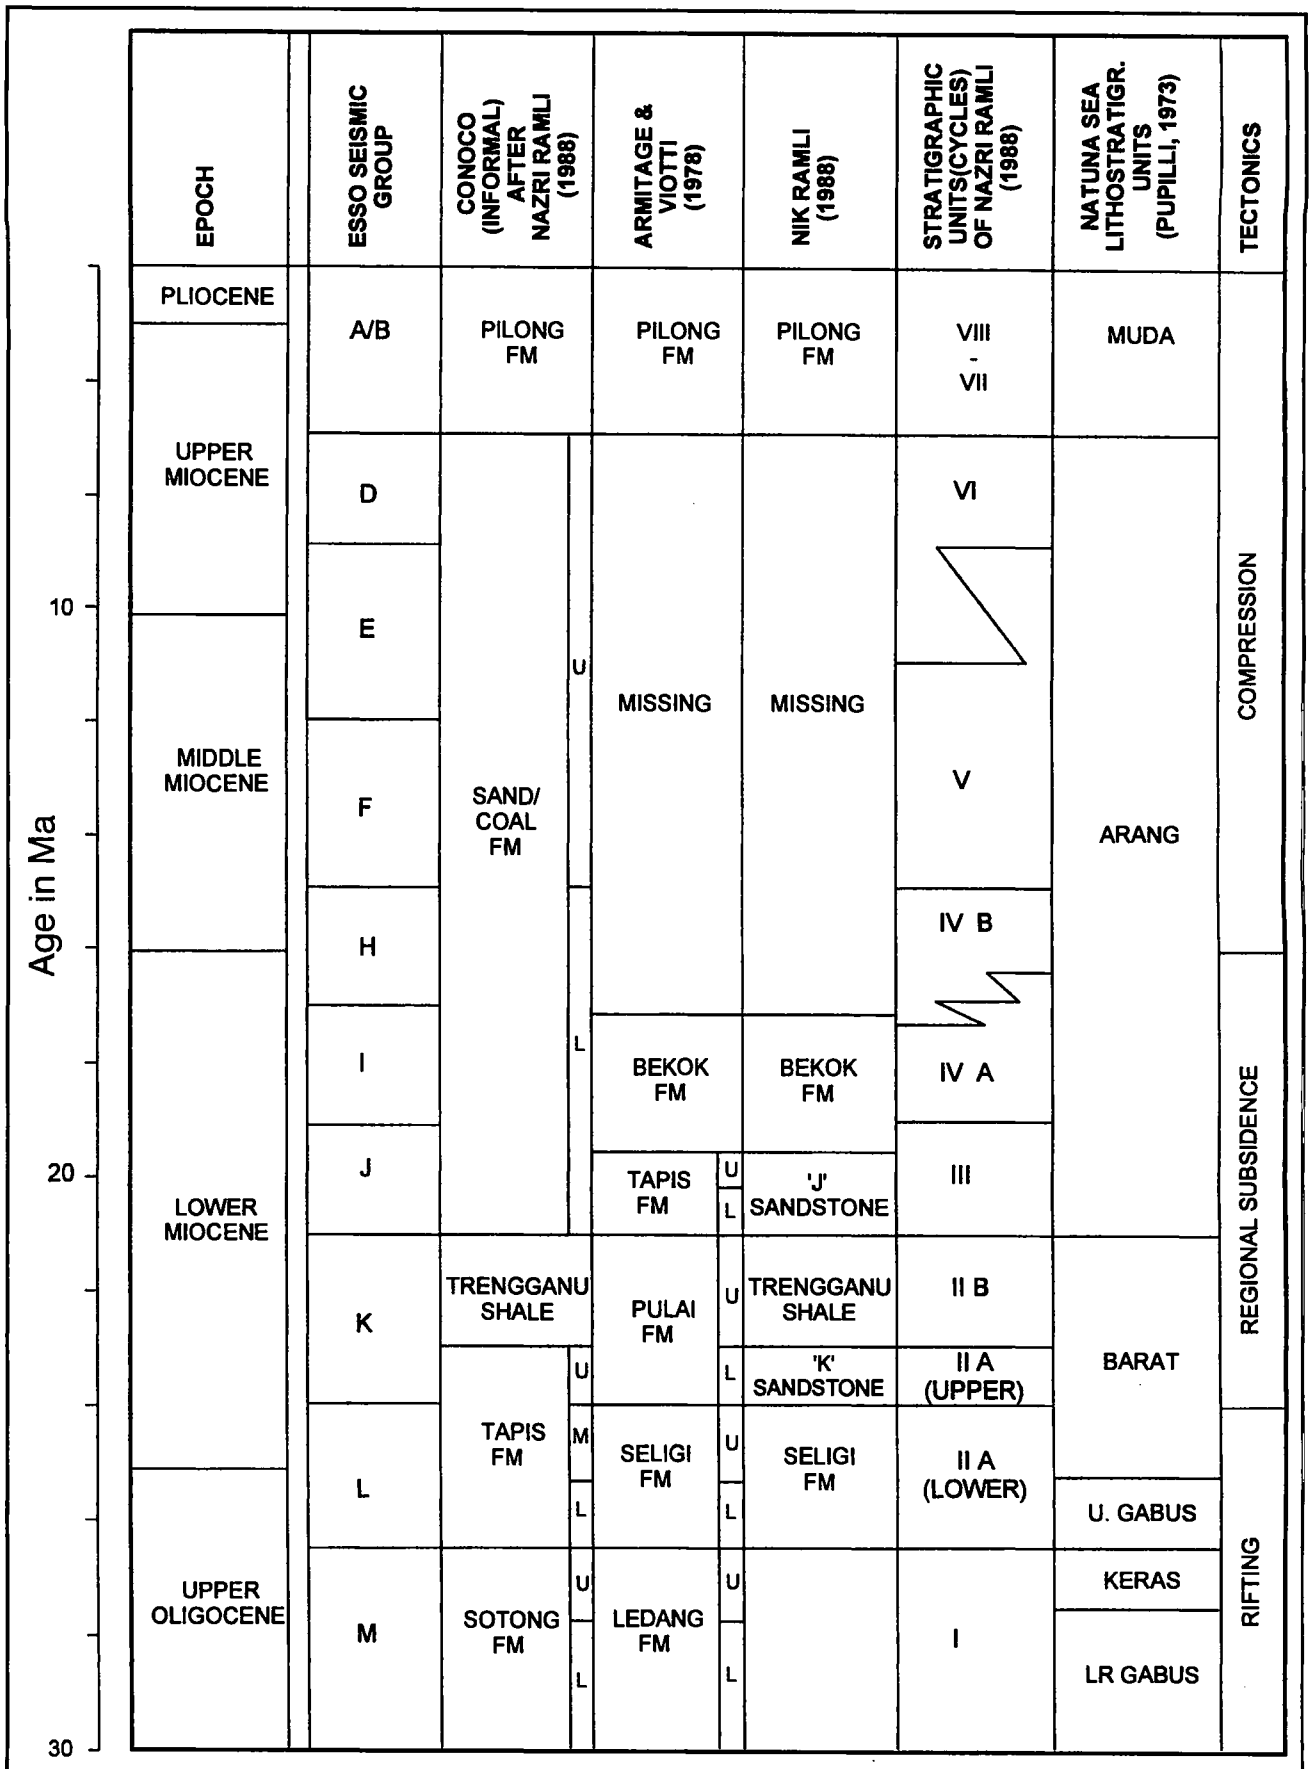 EPOCH
ESSO SEISMIC
GROUP
CONOCO
(INFORMAL)
AFTER
NAZRI RAMLI
(1988)
ARMITAGE &
VIOTTI
(1978)
NIK RAMLI
(1988)
STRATIGRAPHIC
UNITS(CYCLES)
OF NAZRI RAMLI
(1988)
NATUNA SEA
LITHOSTRATIGR.
UNITS
(PUPILLI, 1973)
TECTONICS
Age in Ma
10
20
30
PLIOCENE
UPPER
MIOCENE
MIDDLE
MIOCENE
LOWER
MIOCENE
UPPER
OLIGOCENE
A/B
D
E
F
H
I
J
K
L
M
PILONG
FM
SAND/
COAL
FM
U
L
TRENGGANU
SHALE
TAPIS
FM
U
M
L
SOTONG
FM
U
L
PILONG
FM
MISSING
BEKOK
FM
TAPIS
FM
U
L
PULAI
FM
U
L
SELIGI
FM
U
L
LEDANG
FM
U
L
PILONG
FM
MISSING
BEKOK
FM
'J'
SANDSTONE
TRENGGANU
SHALE
'K'
SANDSTONE
SELIGI
FM
VIII
-
VII
VI
V
IV B
IV A
III
II B
II A
(UPPER)
II A
(LOWER)
I
MUDA
ARANG
BARAT
U. GABUS
KERAS
LR GABUS
COMPRESSION
REGIONAL SUBSIDENCE
RIFTING